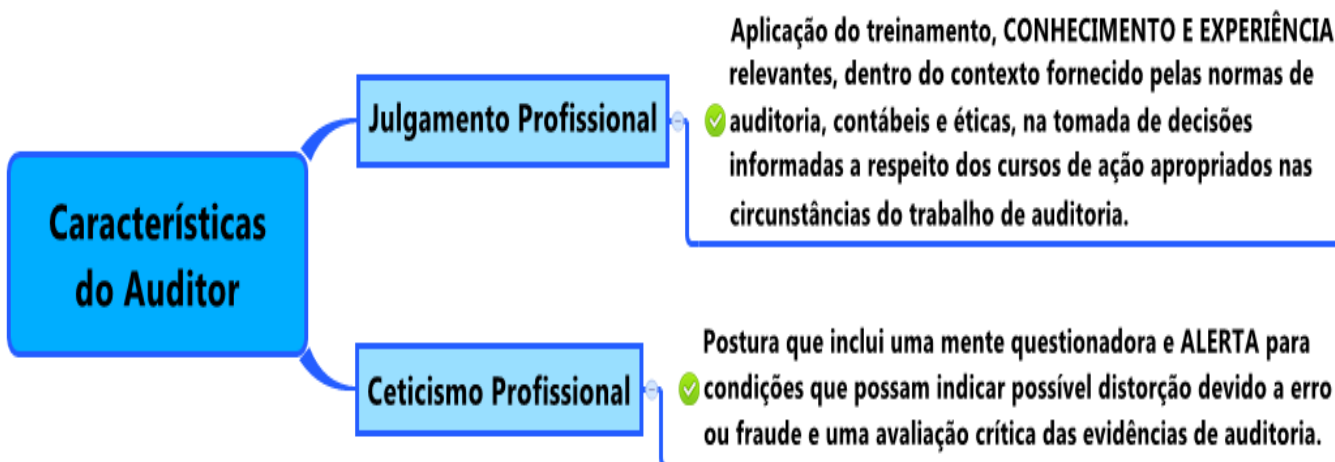 Características
do Auditor
Julgamento Profissional
Aplicação do treinamento, CONHECIMENTO E EXPERIÊNCIA
relevantes, dentro do contexto fornecido pelas normas de
auditoria, contábeis e éticas, na tomada de decisões
informadas a respeito dos cursos de ação apropriados nas
circunstâncias do trabalho de auditoria.
Ceticismo Profissional
Postura que inclui uma mente questionadora e ALERTA para
condições que possam indicar possível distorção devido a erro
ou fraude e uma avaliação crítica das evidências de auditoria.